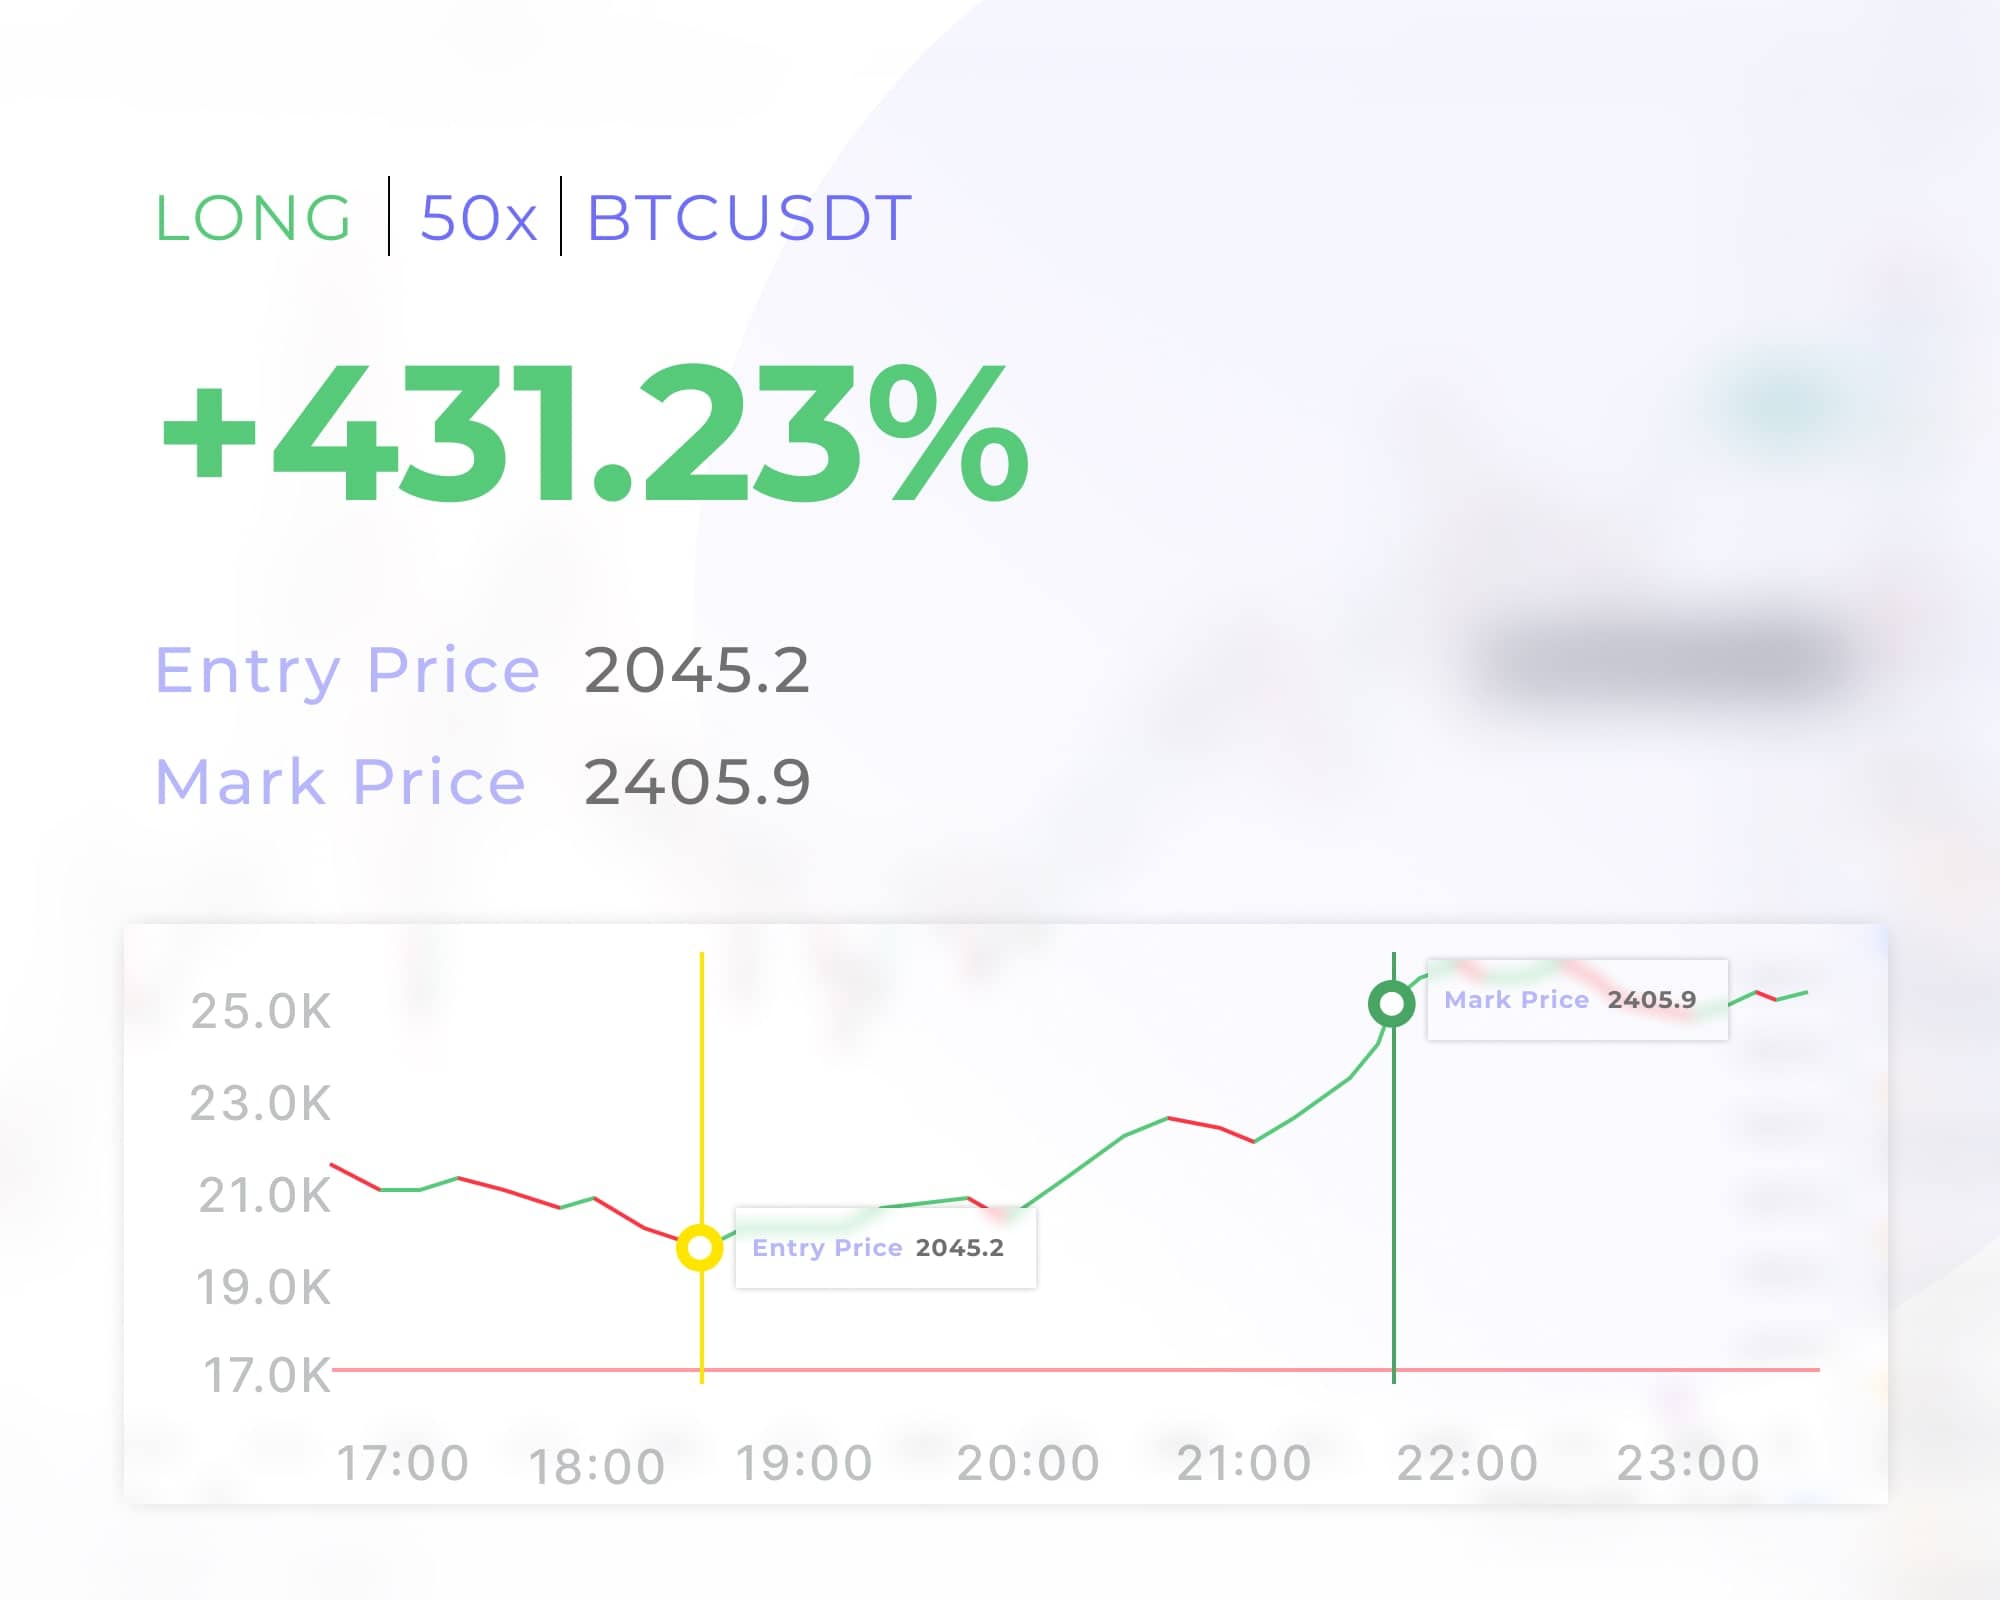 LONG | 50x | BTCUSDT
+431.23%
Entry Price 2045.2
Mark Price 2405.9
25.0K
23.0K
21.0K
19.0K
17.0K
Mark Price 2405.9
Entry Price 2045.2
17:00 18:00 19:00 20:00 21:00 22:00 23:00